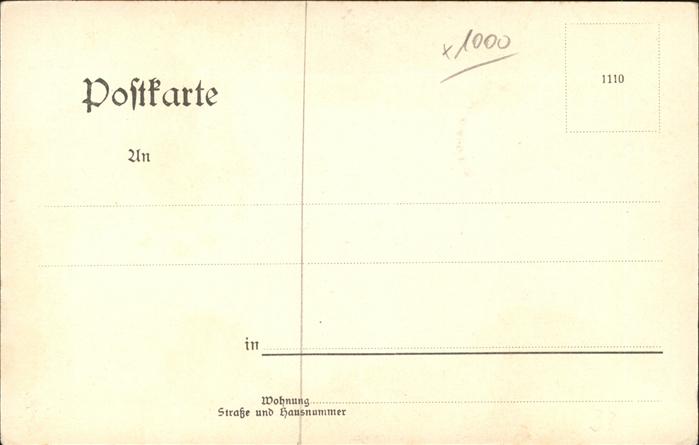 x1000
1110
Postkarte
An
in
Wohnung
Straße und Hausnummer